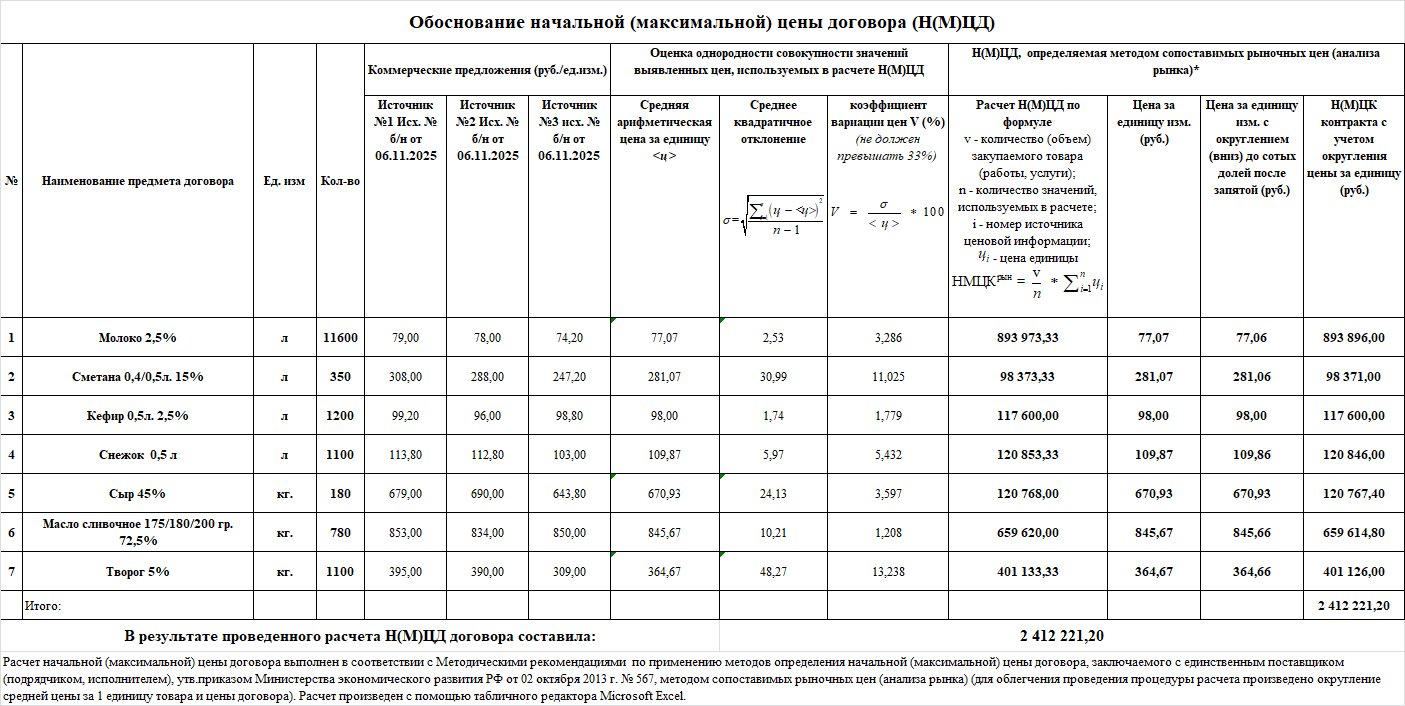 Обоснование начальной (максимальной) цены договора (Н(М)ЦД)
№
Наименование предмета договора
Ед. изм
Кол-во
Коммерческие предложения (руб./ед.изм.)
Источник
№1 Исх. №
б/н от
06.11.2025
Источник
№2 Исх. №
б/н от
06.11.2025
Источник
№3 исх. №
б/н от
06.11.2025
Оценка однородности совокупности значений
выявленных цен, используемых в расчете Н(М)ЦД
Средняя
арифметическая
цена за единицу
<ц>
Среднее
квадратичное
отклонение
σ=√(∑(ц − <ц>)²/(n − 1))
коэффициент
вариации цен V (%)
(не должен
превышать 33%)
V = σ/<ц> * 100
Н(М)ЦД, определяемая методом сопоставимых рыночных цен (анализа
рынка)*
Расчет Н(М)ЦД по
формуле
v - количество (объем)
закупаемого товара
(работы, услуги);
n - количество значений,
используемых в расчете;
i - номер источника
ценовой информации;
цi - цена единицы
НМЦКрын = v/n * ∑ⁿi=1 цi
Цена за
единицу изм.
(руб.)
Цена за единицу
изм. с
округлением
(вниз) до сотых
долей после
запятой (руб.)
Н(М)ЦК
контракта с
учетом
округления
цены за единицу
(руб.)
1 Молоко 2,5% л 11600 79,00 78,00 74,20 77,07 2,53 3,286 893 973,33 77,07 77,06 893 896,00
2 Сметана 0,4/0,5л. 15% л 350 308,00 288,00 247,20 281,07 30,99 11,025 98 373,33 281,07 281,06 98 371,00
3 Кефир 0,5л. 2,5% л 1200 99,20 96,00 98,80 98,00 1,74 1,779 117 600,00 98,00 98,00 117 600,00
4 Снежок 0,5 л л 1100 113,80 112,80 103,00 109,87 5,97 5,432 120 853,33 109,87 109,86 120 846,00
5 Сыр 45% кг. 180 679,00 690,00 643,80 670,93 24,13 3,597 120 768,00 670,93 670,93 120 767,40
6 Масло сливочное 175/180/200 гр.
72,5% кг. 780 853,00 834,00 850,00 845,67 10,21 1,208 659 620,00 845,67 845,66 659 614,80
7 Творог 5% кг. 1100 395,00 390,00 309,00 364,67 48,27 13,238 401 133,33 364,67 364,66 401 126,00
Итого: 2 412 221,20
В результате проведенного расчета Н(М)ЦД договора составила: 2 412 221,20
Расчет начальной (максимальной) цены договора выполнен в соответствии с Методическими рекомендациями по применению методов определения начальной (максимальной) цены договора, заключаемого с единственным поставщиком
(подрядчиком, исполнителем), утв.приказом Министерства экономического развития РФ от 02 октября 2013 г. № 567, методом сопоставимых рыночных цен (анализа рынка) (для облегчения проведения процедуры расчета произведено округление
средней цены за 1 единицу товара и цены договора). Расчет произведен с помощью табличного редактора Microsoft Excel.